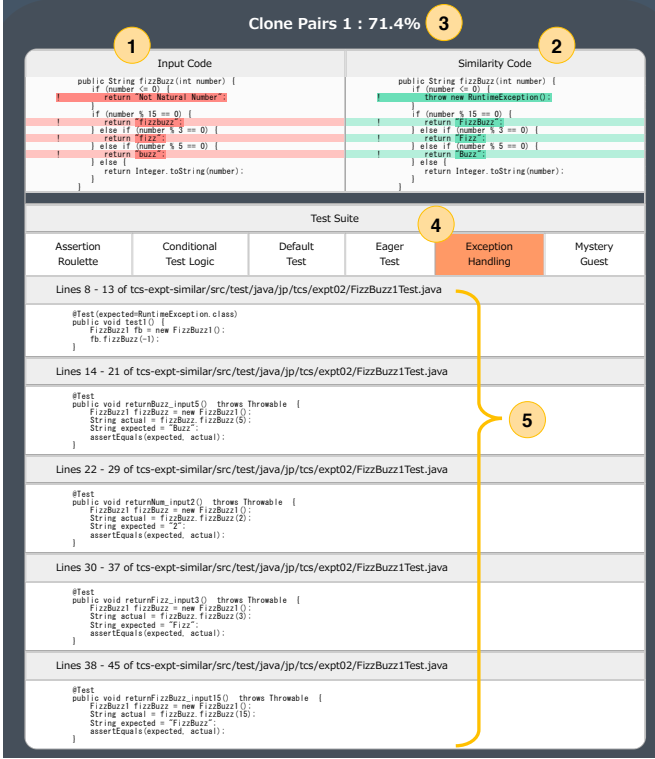 Clone Pairs 1 : 71.4%
3
1
2
Input Code
Similarity Code
public String fizzBuzz(int number) {
if (number <= 0) {
! return "Not Natural Number";
}
if (number % 15 == 0) {
! return "fizzbuzz";
} else if (number % 3 == 0) {
! return "fizz";
} else if (number % 5 == 0) {
! return "buzz";
} else {
return Integer.toString(number);
}
}
public String fizzBuzz(int number) {
if (number <= 0) {
! throw new RuntimeException();
}
if (number % 15 == 0) {
! return "FizzBuzz";
} else if (number % 3 == 0) {
! return "Fizz";
} else if (number % 5 == 0) {
! return "Buzz";
} else {
return Integer.toString(number);
}
}
Test Suite
4
Assertion
Roulette
Conditional
Test Logic
Default
Test
Eager
Test
Exception
Handling
Mystery
Guest
Lines 8 - 13 of tcs-expt-similar/src/test/java/jp/tcs/expt02/FizzBuzz1Test.java
@Test(expected=RuntimeException.class)
public void test1() {
FizzBuzz1 fb = new FizzBuzz1();
fb.fizzBuzz(-1);
}
Lines 14 - 21 of tcs-expt-similar/src/test/java/jp/tcs/expt02/FizzBuzz1Test.java
@Test
public void returnBuzz_input5() throws Throwable {
FizzBuzz1 fizzBuzz = new FizzBuzz1();
String actual = fizzBuzz.fizzBuzz(5);
String expected = "Buzz";
assertEquals(expected, actual);
}
5
Lines 22 - 29 of tcs-expt-similar/src/test/java/jp/tcs/expt02/FizzBuzz1Test.java
@Test
public void returnNum_input2() throws Throwable {
FizzBuzz1 fizzBuzz = new FizzBuzz1();
String actual = fizzBuzz.fizzBuzz(2);
String expected = "2";
assertEquals(expected, actual);
}
Lines 30 - 37 of tcs-expt-similar/src/test/java/jp/tcs/expt02/FizzBuzz1Test.java
@Test
public void returnFizz_input3() throws Throwable {
FizzBuzz1 fizzBuzz = new FizzBuzz1();
String actual = fizzBuzz.fizzBuzz(3);
String expected = "Fizz";
assertEquals(expected, actual);
}
Lines 38 - 45 of tcs-expt-similar/src/test/java/jp/tcs/expt02/FizzBuzz1Test.java
@Test
public void returnFizzBuzz_input15() throws Throwable {
FizzBuzz1 fizzBuzz = new FizzBuzz1();
String actual = fizzBuzz.fizzBuzz(15);
String expected = "FizzBuzz";
assertEquals(expected, actual);
}